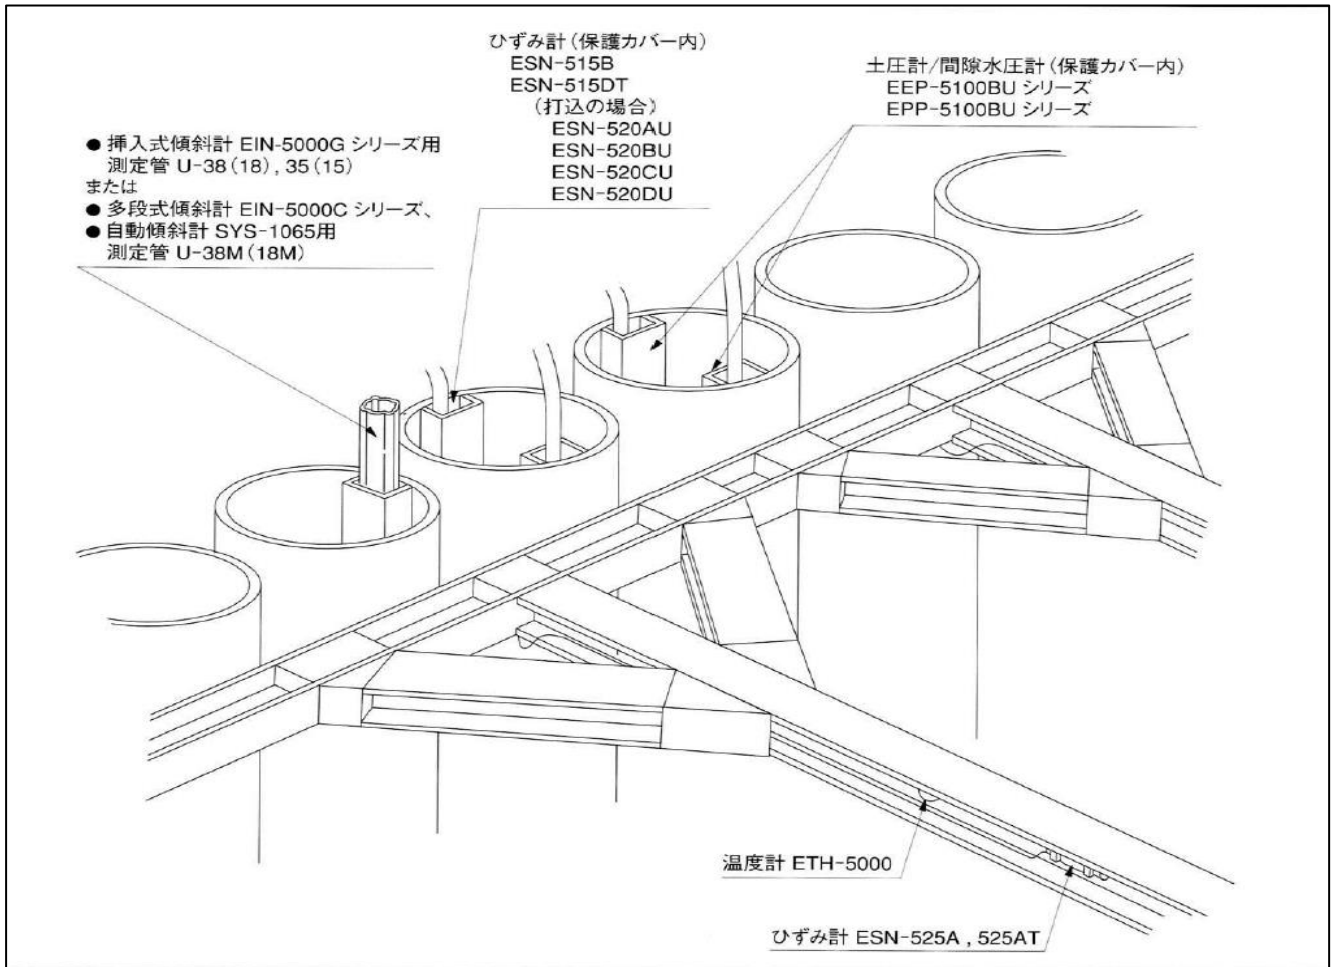 ひずみ計(保護カバー内)
ESN-515B
ESN-515DT
(打込の場合)
ESN-520AU
ESN-520BU
ESN-520CU
ESN-520DU
土圧計/間隙水圧計(保護カバー内)
EEP-5100BU シリーズ
EPP-5100BU シリーズ
● 挿入式傾斜計 EIN-5000G シリーズ用
測定管 U-38(18), 35(15)
または
● 多段式傾斜計 EIN-5000C シリーズ、
● 自動傾斜計 SYS-1065用
測定管 U-38M(18M)
温度計 ETH-5000
ひずみ計 ESN-525A , 525AT